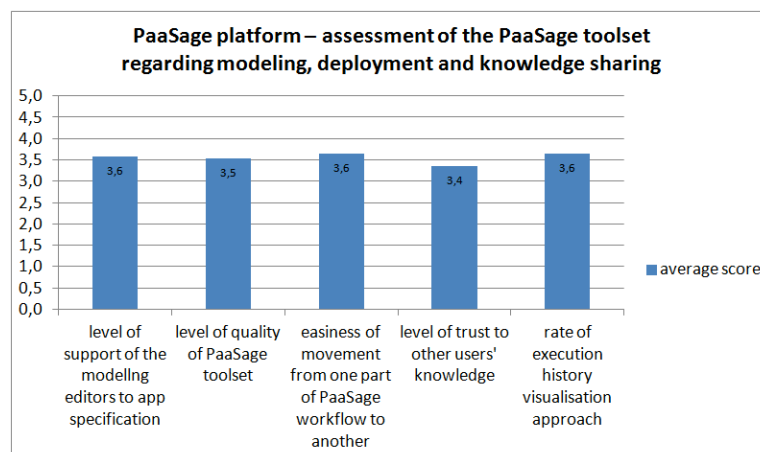 PaaSage platform – assessment of the PaaSage toolset
regarding modeling, deployment and knowledge sharing
5,0
4,5
4,0
3,5
3,0
2,5
2,0
1,5
1,0
0,5
0,0
3,6
3,5
3,6
3,4
3,6
average score
level of
support of the
modellng
editors to app
specification
level of quality
of PaaSage
toolset
easiness of
movement
from one part
of PaaSage
workflow to
another
level of trust to
other users'
knowledge
rate of
execution
history
visualisation
approach